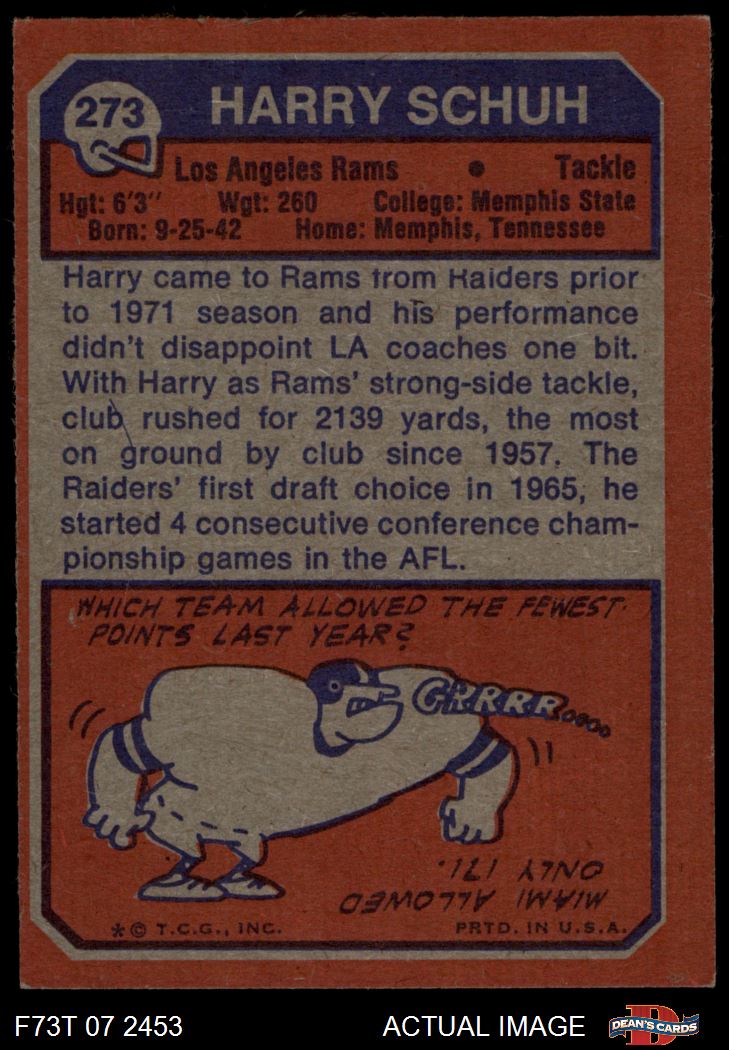 273
HARRY SCHUH
Los Angeles Rams • Tackle
Hgt: 6'3" Wgt: 260 College: Memphis State
Born: 9-25-42 Home: Memphis, Tennessee
Harry came to Rams from Raiders prior
to 1971 season and his performance
didn't disappoint LA coaches one bit.
With Harry as Rams' strong-side tackle,
club rushed for 2139 yards, the most
on ground by club since 1957. The
Raiders' first draft choice in 1965, he
started 4 consecutive conference cham-
pionship games in the AFL.
WHICH TEAM ALLOWED THE FEWEST
POINTS LAST YEAR?
GRRRR....
MIAMI ALLOWED
ONLY 171.
*© T.C.G., INC. PRTD. IN U.S.A.
F73T 07 2453 ACTUAL IMAGE
D
DEAN'S CARDS